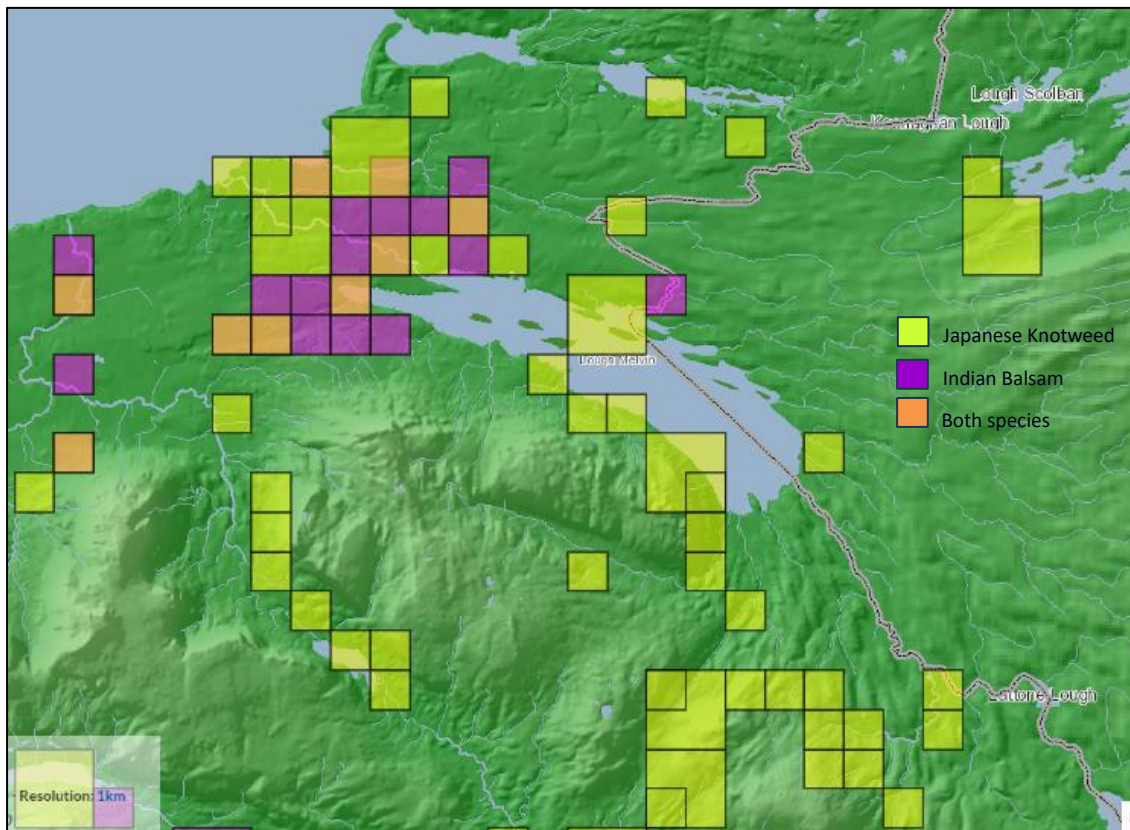 Lough Scolban
Keenaghan Lough
Japanese Knotweed
Lough Melvin
Indian Balsam
Both species
Lattone Lough
Resolution: 1km